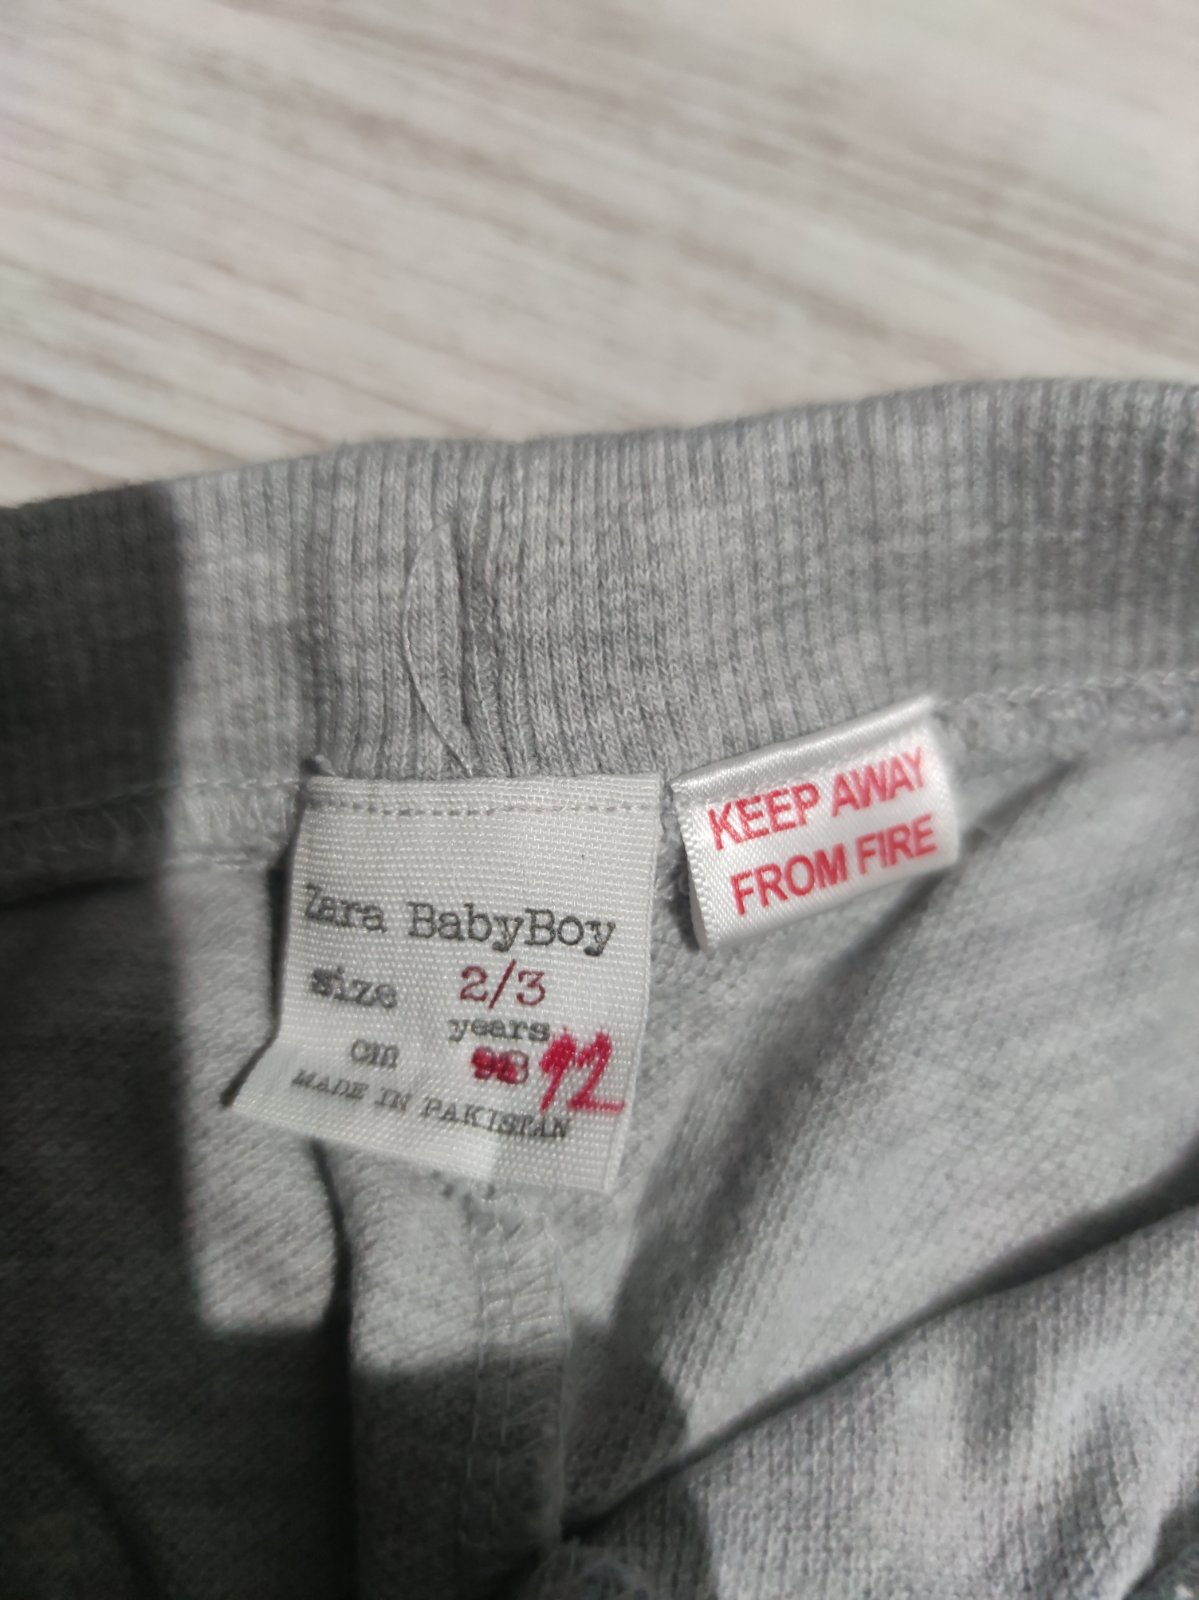 Zara BabyBoy
size 2/3
years
cm 98 92
MADE IN PAKISTAN
KEEP AWAY
FROM FIRE